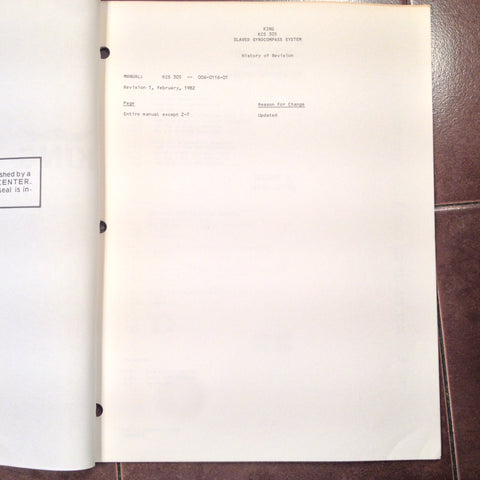 shed by a
CENTER.
seal is in-
KING
KCS 305
SLAVED GYROCOMPASS SYSTEM
History of Revision
MANUAL: KCS 305 -- 006-0116-01
Revision 1, February, 1982
Page Reason For Change
Entire manual except 2-7 Updated